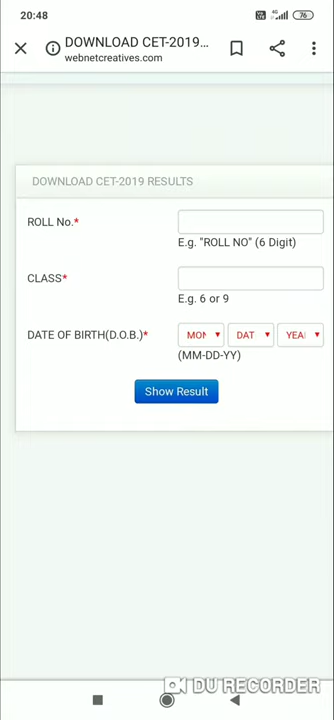 20:48
76
DOWNLOAD CET-2019...
webnetcreatives.com
DOWNLOAD CET-2019 RESULTS
ROLL No.*
E.g. "ROLL NO" (6 Digit)
CLASS*
E.g. 6 or 9
DATE OF BIRTH(D.O.B.)* MON DAT YEA
(MM-DD-YY)
Show Result
DU RECORDER